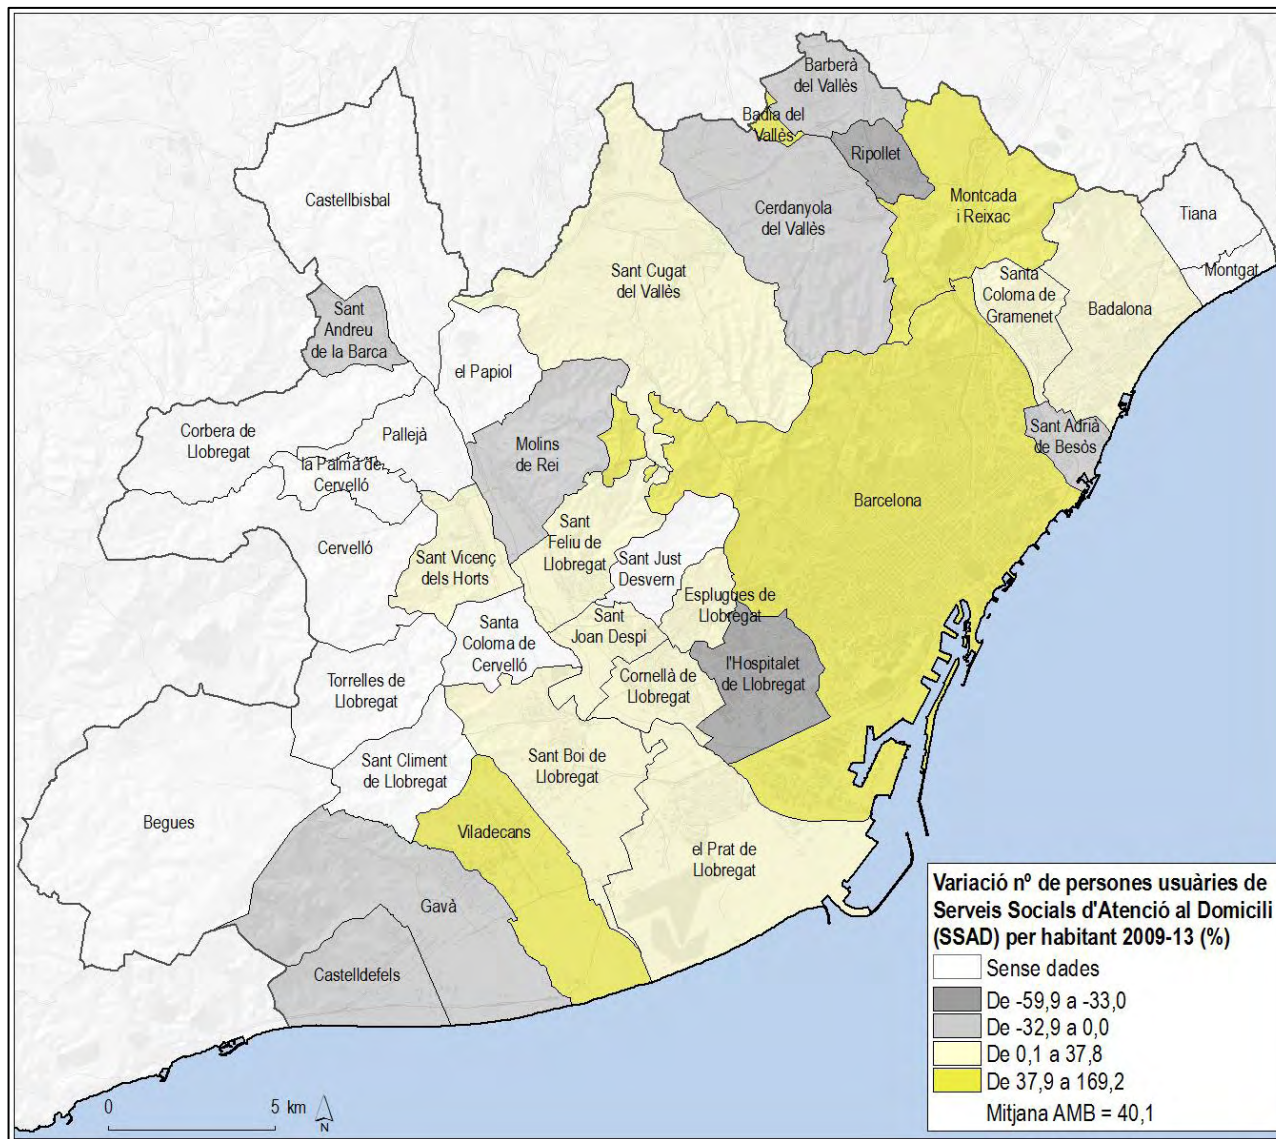 Barberà
del Vallès
Badia del
Vallès
Ripollet
Castellbisbal
Cerdanyola
del Vallès
Montcada
i Reixac
Tiana
Montgat
Sant Cugat
del Vallès
Santa
Coloma de
Gramenet
Badalona
Sant
Andreu
de la Barca
el Papiol
Corbera de
Llobregat
Pallejà
la Palma de
Cervelló
Molins
de Rei
Sant Adrià
de Besòs
Barcelona
Cervelló
Sant Vicenç
dels Horts
Sant
Feliu de
Llobregat
Sant Just
Desvern
Esplugues de
Llobregat
Santa
Coloma de
Cervelló
Sant
Joan Despí
l'Hospitalet
de Llobregat
Cornellà de
Llobregat
Torrelles de
Llobregat
Sant Climent
de Llobregat
Sant Boi de
Llobregat
Begues
Viladecans
el Prat de
Llobregat
Gavà
Castelldefels
Variació nº de persones usuàries de
Serveis Socials d'Atenció al Domicili
(SSAD) per habitant 2009-13 (%)
Sense dades
De -59,9 a -33,0
De -32,9 a 0,0
De 0,1 a 37,8
De 37,9 a 169,2
Mitjana AMB = 40,1
0 5 km
N